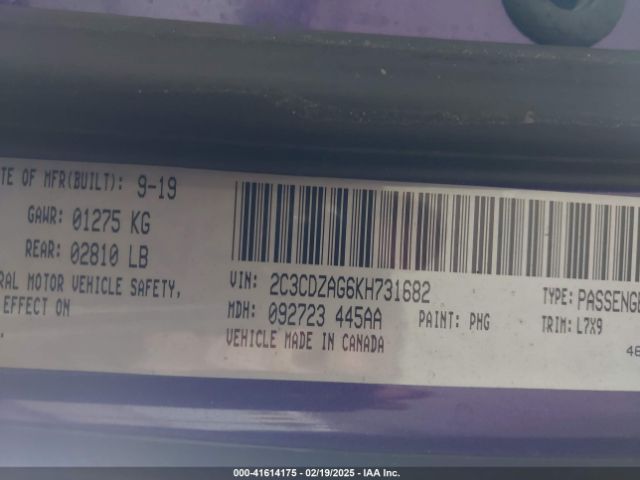 TE OF MFR(BUILT): 9-19
GAWR: 01275 KG
REAR: 02810 LB
RAL MOTOR VEHICLE SAFETY,
EFFECT ON
VIN: 2C3CDZAG6KH731682
TYPE: PASSENGE
MDH: 092723 445AA
PAINT: PHG
TRIM: L7X9
VEHICLE MADE IN CANADA
48
000-41614175 - 02/19/2025 - IAA Inc.